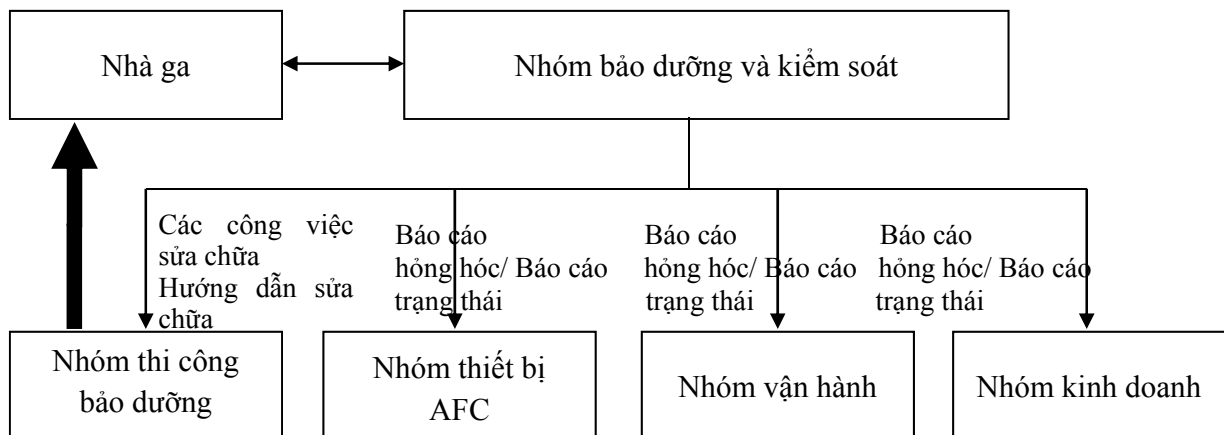 Nhà ga
Nhóm bảo dưỡng và kiểm soát
Các công việc
sửa chữa
Hướng dẫn sửa
chữa
Báo cáo
hỏng hóc/ Báo cáo
trạng thái
Báo cáo
hỏng hóc/ Báo cáo
trạng thái
Báo cáo
hỏng hóc/ Báo cáo
trạng thái
Nhóm thi công
bảo dưỡng
Nhóm thiết bị
AFC
Nhóm vận hành
Nhóm kinh doanh